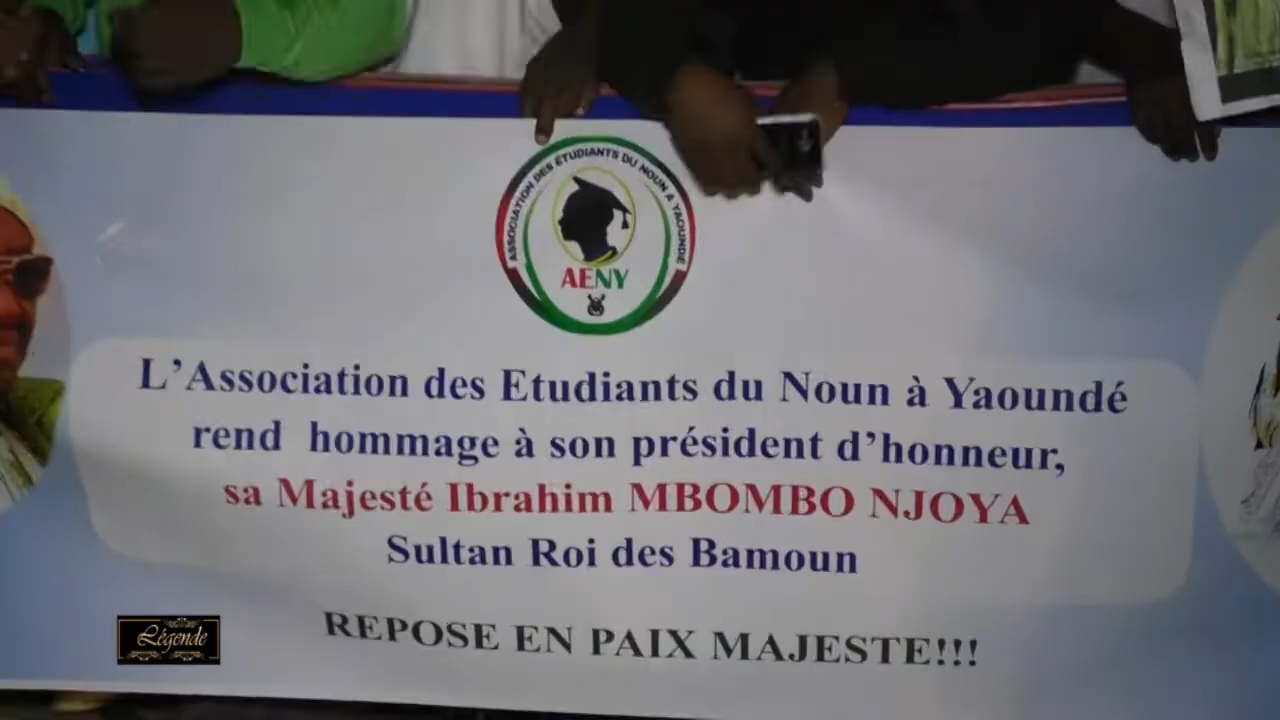 ASSOCIATION DES ÉTUDIANTS DU NOUN À YAOUNDÉ
AENY
L'Association des Etudiants du Noun à Yaoundé
rend hommage à son président d'honneur,
sa Majesté Ibrahim MBOMBO NJOYA
Sultan Roi des Bamoun
REPOSE EN PAIX MAJESTE!!!
Légende